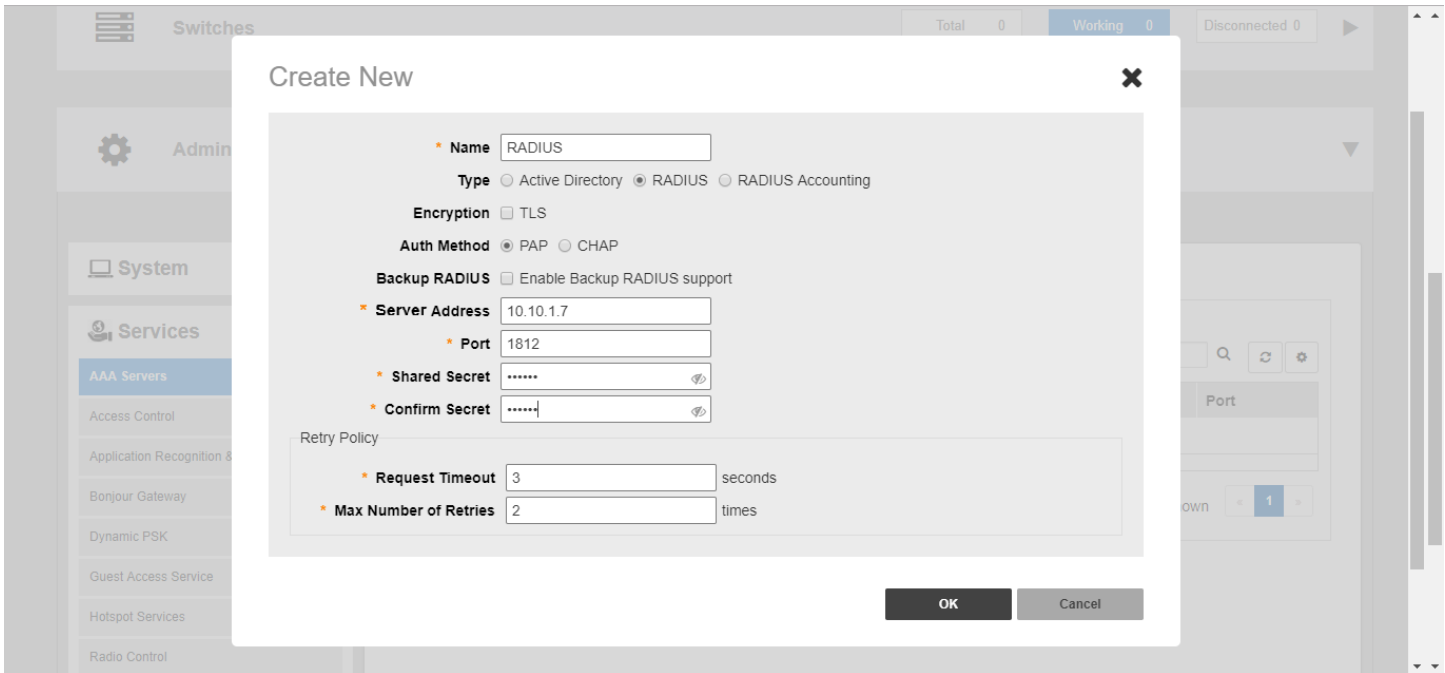 Switches
Total 0
Working 0
Disconnected 0
Create New
Admin
* Name RADIUS
Type Active Directory RADIUS RADIUS Accounting
Encryption TLS
Auth Method PAP CHAP
Backup RADIUS Enable Backup RADIUS support
* Server Address 10.10.1.7
* Port 1812
* Shared Secret ••••••
* Confirm Secret ••••••
Retry Policy
* Request Timeout 3 seconds
* Max Number of Retries 2 times
OK Cancel
System
Services
AAA Servers
Access Control
Application Recognition &
Bonjour Gateway
Dynamic PSK
Guest Access Service
Hotspot Services
Radio Control
Port
own « 1 »